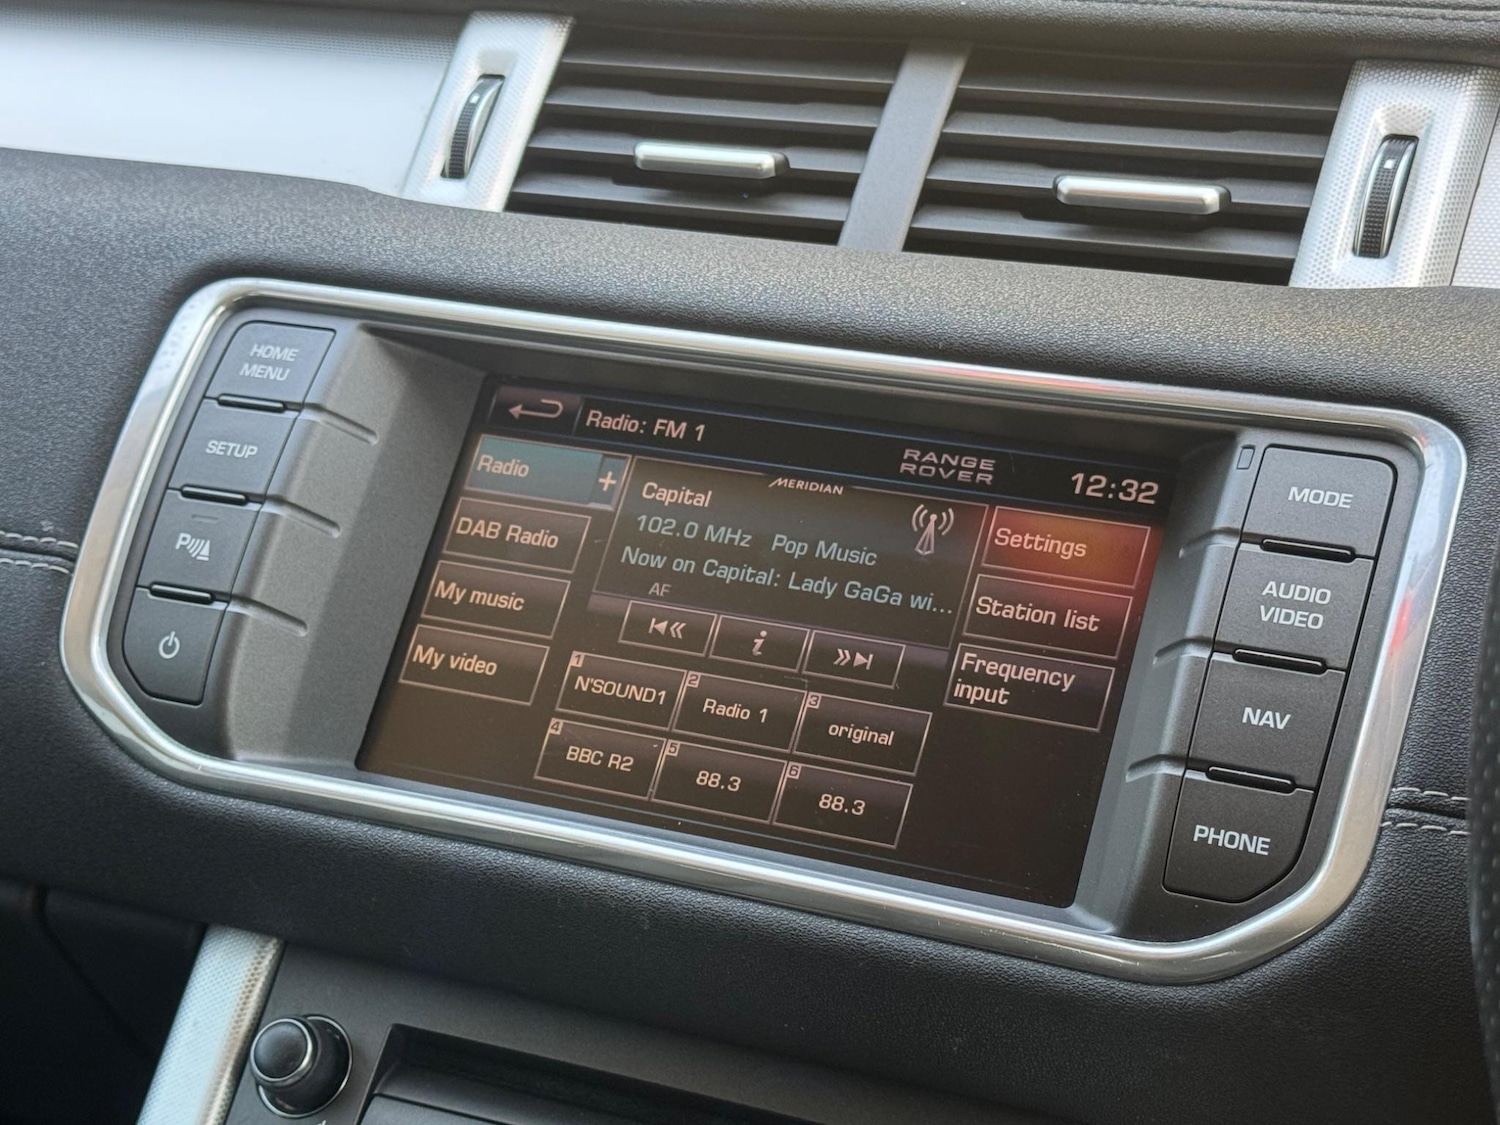 HOME
MENU
SETUP
P
Radio: FM 1
RANGE
ROVER
12:32
Radio
+
DAB Radio
My music
My video
MERIDIAN
Capital
102.0 MHz Pop Music
Now on Capital: Lady GaGa wi...
AF
i
Settings
Station list
Frequency
input
1
N'SOUND1
2
Radio 1
3
original
4
BBC R2
5
88.3
6
88.3
MODE
AUDIO
VIDEO
NAV
PHONE